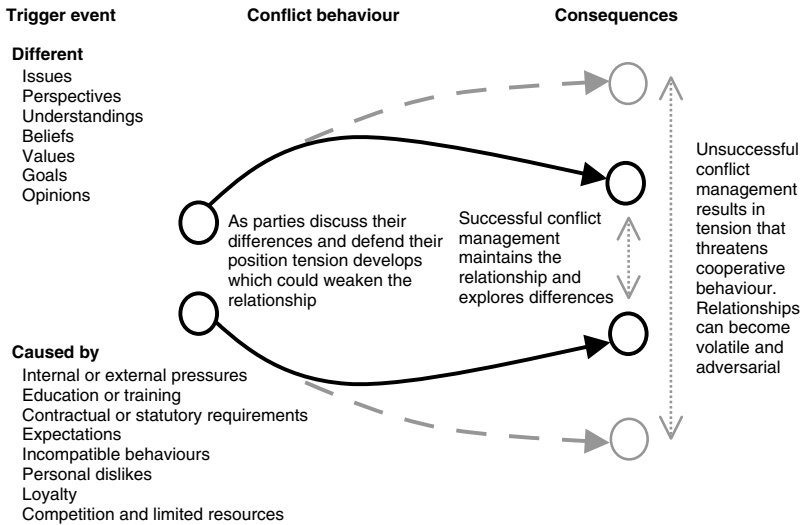 Trigger event
Conflict behaviour
Consequences
Different
Issues
Perspectives
Understandings
Beliefs
Values
Goals
Opinions
As parties discuss their
differences and defend their
position tension develops
which could weaken the
relationship
Successful conflict
management
maintains the
relationship and
explores differences
Unsuccessful
conflict
management
results in
tension that
threatens
cooperative
behaviour.
Relationships
can become
volatile and
adversarial
Caused by
Internal or external pressures
Education or training
Contractual or statutory requirements
Expectations
Incompatible behaviours
Personal dislikes
Loyalty
Competition and limited resources